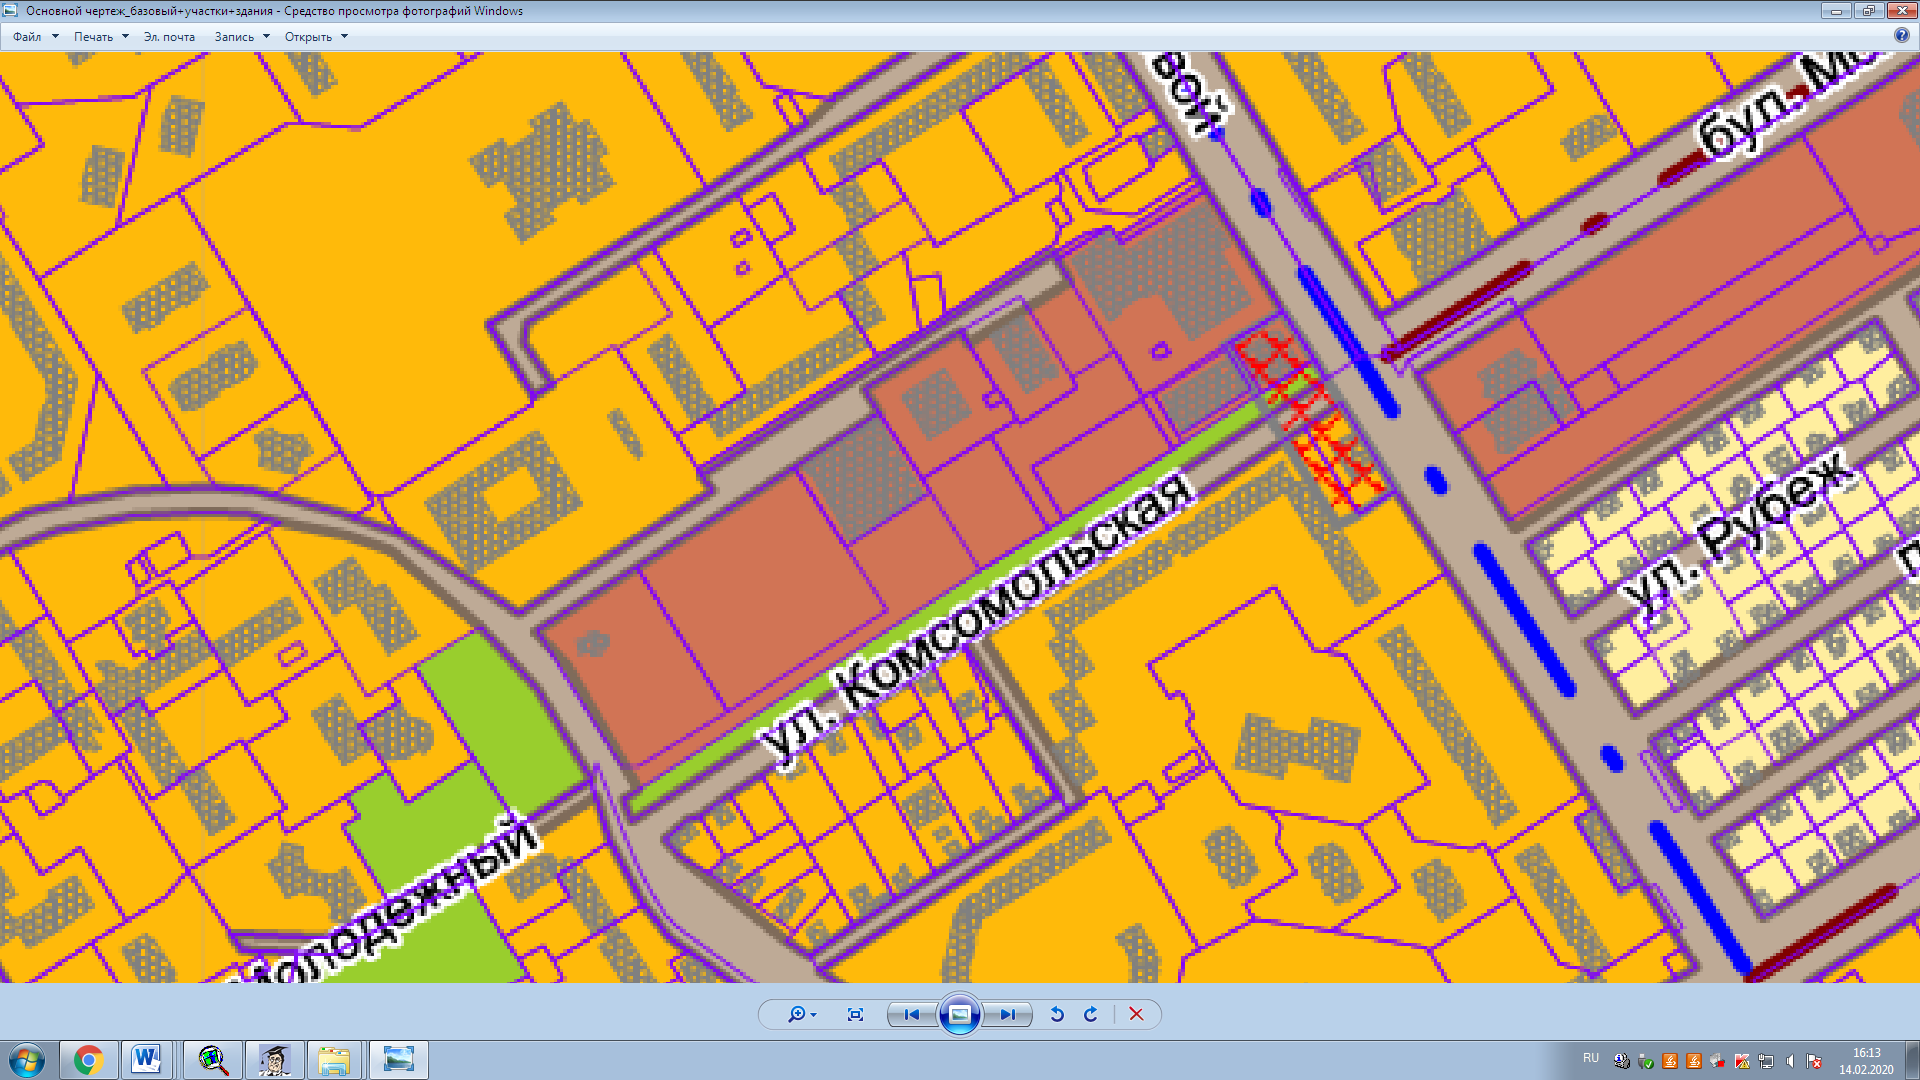 Основной чертеж_базовый+участки+здания - Средство просмотра фотографий Windows
Файл Печать Эл. почта Запись Открыть
вой
бул.
ул. Комсомольская
ул. Рубеж
молодежный
RU
16:13
14.02.2020